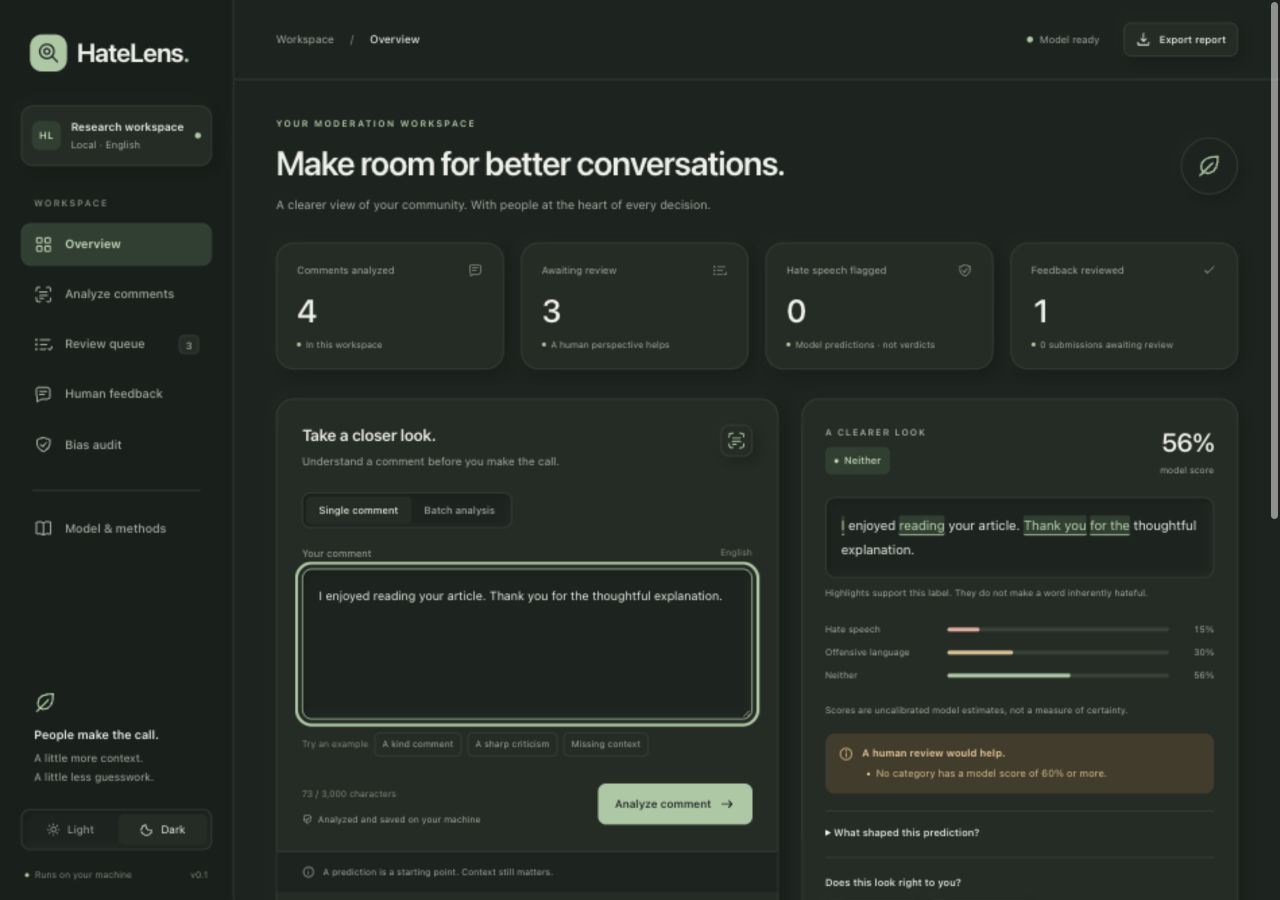 HateLens.
HL
Research workspace
Local · English
WORKSPACE
Overview
Analyze comments
Review queue 3
Human feedback
Bias audit
Model & methods
People make the call.
A little more context.
A little less guesswork.
Light Dark
Runs on your machine v0.1
Workspace / Overview
Model ready
Export report
YOUR MODERATION WORKSPACE
Make room for better conversations.
A clearer view of your community. With people at the heart of every decision.
Comments analyzed
4
In this workspace
Awaiting review
3
A human perspective helps
Hate speech flagged
0
Model predictions · not verdicts
Feedback reviewed
1
0 submissions awaiting review
Take a closer look.
Understand a comment before you make the call.
Single comment Batch analysis
Your comment English
I enjoyed reading your article. Thank you for the thoughtful explanation.
Try an example A kind comment A sharp criticism Missing context
73 / 3,000 characters
Analyzed and saved on your machine
Analyze comment →
A prediction is a starting point. Context still matters.
A CLEARER LOOK
Neither
56%
model score
I enjoyed reading your article. Thank you for the thoughtful
explanation.
Highlights support this label. They do not make a word inherently hateful.
Hate speech 15%
Offensive language 30%
Neither 56%
Scores are uncalibrated model estimates, not a measure of certainty.
A human review would help.
• No category has a model score of 60% or more.
What shaped this prediction?
Does this look right to you?